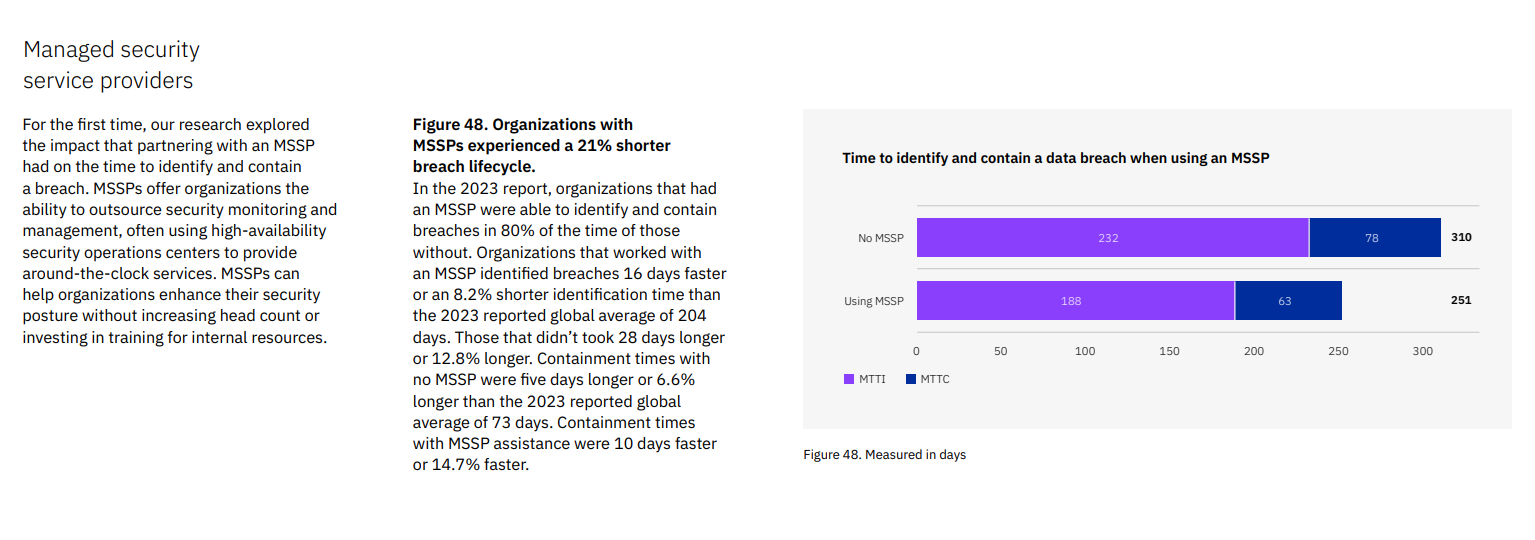 Managed security
service providers
For the first time, our research explored
the impact that partnering with an MSSP
had on the time to identify and contain
a breach. MSSPs offer organizations the
ability to outsource security monitoring and
management, often using high-availability
security operations centers to provide
around-the-clock services. MSSPs can
help organizations enhance their security
posture without increasing head count or
investing in training for internal resources.
Figure 48. Organizations with
MSSPs experienced a 21% shorter
breach lifecycle.
In the 2023 report, organizations that had
an MSSP were able to identify and contain
breaches in 80% of the time of those
without. Organizations that worked with
an MSSP identified breaches 16 days faster
or an 8.2% shorter identification time than
the 2023 reported global average of 204
days. Those that didn’t took 28 days longer
or 12.8% longer. Containment times with
no MSSP were five days longer or 6.6%
longer than the 2023 reported global
average of 73 days. Containment times
with MSSP assistance were 10 days faster
or 14.7% faster.
Time to identify and contain a data breach when using an MSSP
No MSSP 232 78 310
Using MSSP 188 63 251
0 50 100 150 200 250 300
MTTI MTTC
Figure 48. Measured in days